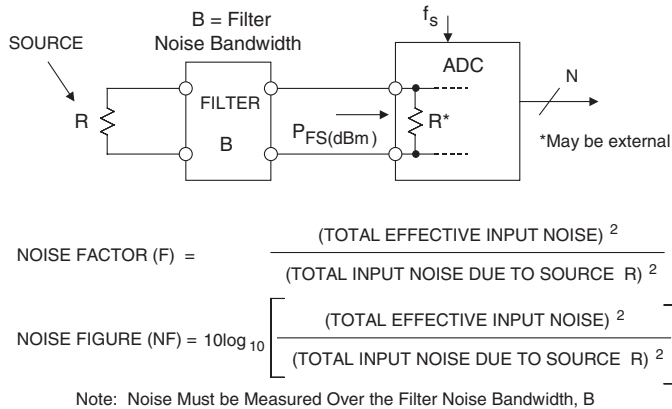 B = Filter
Noise Bandwidth
SOURCE
R
FILTER
B
P_FS(dBm)
f_s
ADC
R*
N
*May be external
NOISE FACTOR (F) =
(TOTAL EFFECTIVE INPUT NOISE) ²
(TOTAL INPUT NOISE DUE TO SOURCE R) ²
NOISE FIGURE (NF) = 10log₁₀
(TOTAL EFFECTIVE INPUT NOISE) ²
(TOTAL INPUT NOISE DUE TO SOURCE R) ²
Note: Noise Must be Measured Over the Filter Noise Bandwidth, B